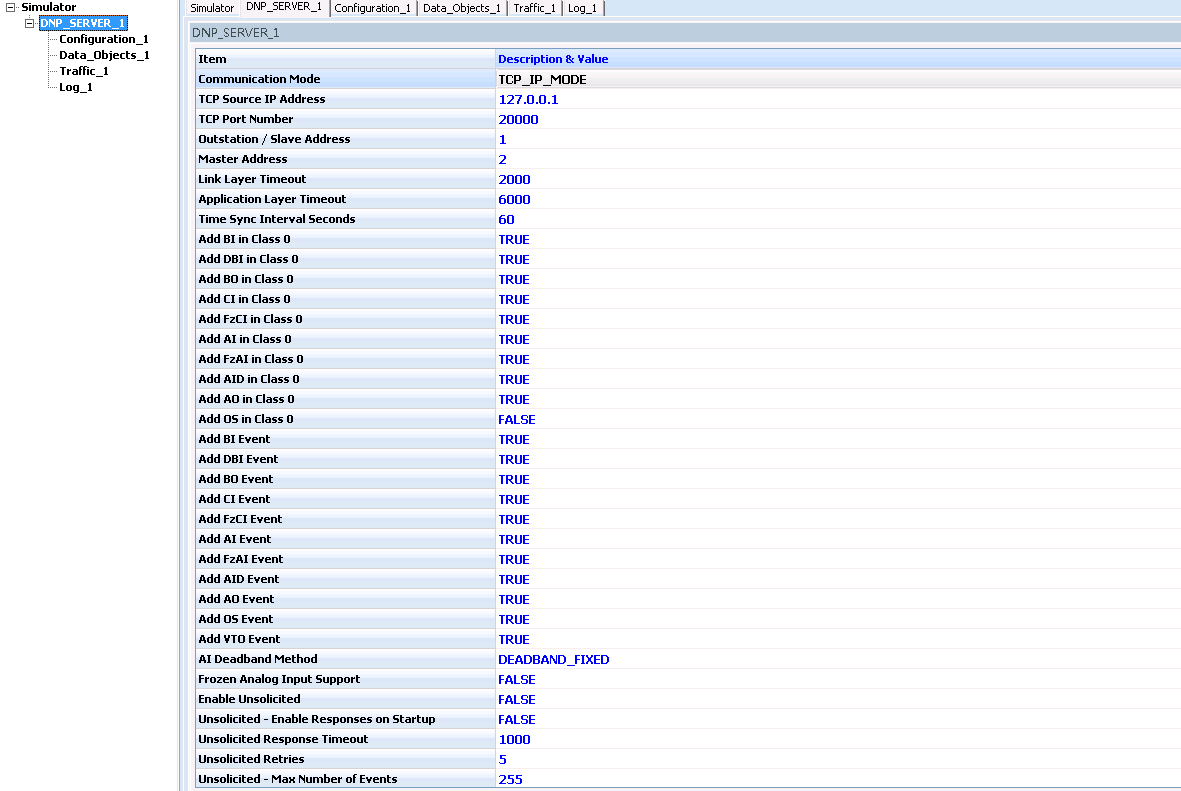 Simulator
DNP_SERVER_1
Configuration_1
Data_Objects_1
Traffic_1
Log_1
Simulator DNP_SERVER_1 Configuration_1 Data_Objects_1 Traffic_1 Log_1
DNP_SERVER_1
Item Description & Value
Communication Mode TCP_IP_MODE
TCP Source IP Address 127.0.0.1
TCP Port Number 20000
Outstation / Slave Address 1
Master Address 2
Link Layer Timeout 2000
Application Layer Timeout 6000
Time Sync Interval Seconds 60
Add BI in Class 0 TRUE
Add DBI in Class 0 TRUE
Add BO in Class 0 TRUE
Add CI in Class 0 TRUE
Add FzCI in Class 0 TRUE
Add AI in Class 0 TRUE
Add FzAI in Class 0 TRUE
Add AID in Class 0 TRUE
Add AO in Class 0 TRUE
Add OS in Class 0 FALSE
Add BI Event TRUE
Add DBI Event TRUE
Add BO Event TRUE
Add CI Event TRUE
Add FzCI Event TRUE
Add AI Event TRUE
Add FzAI Event TRUE
Add AID Event TRUE
Add AO Event TRUE
Add OS Event TRUE
Add VTO Event TRUE
AI Deadband Method DEADBAND_FIXED
Frozen Analog Input Support FALSE
Enable Unsolicited FALSE
Unsolicited - Enable Responses on Startup FALSE
Unsolicited Response Timeout 1000
Unsolicited Retries 5
Unsolicited - Max Number of Events 255